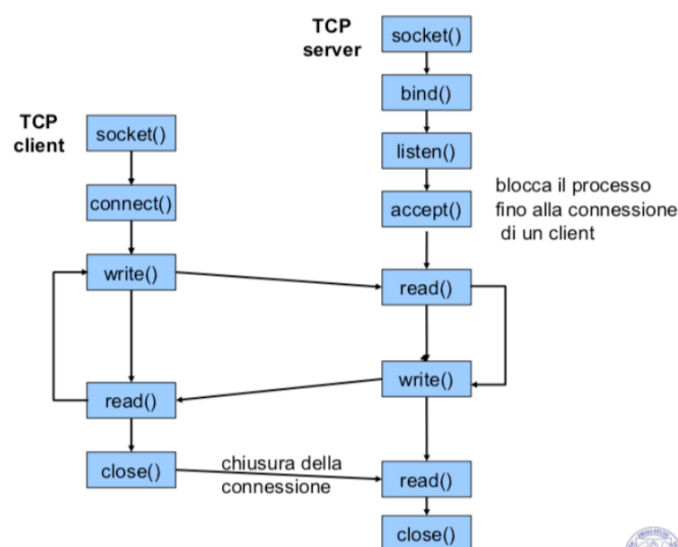 TCP
server
socket()
bind()
listen()
accept()
blocca il processo
fino alla connessione
di un client
read()
write()
read()
close()
TCP
client
socket()
connect()
write()
read()
close()
chiusura della
connessione